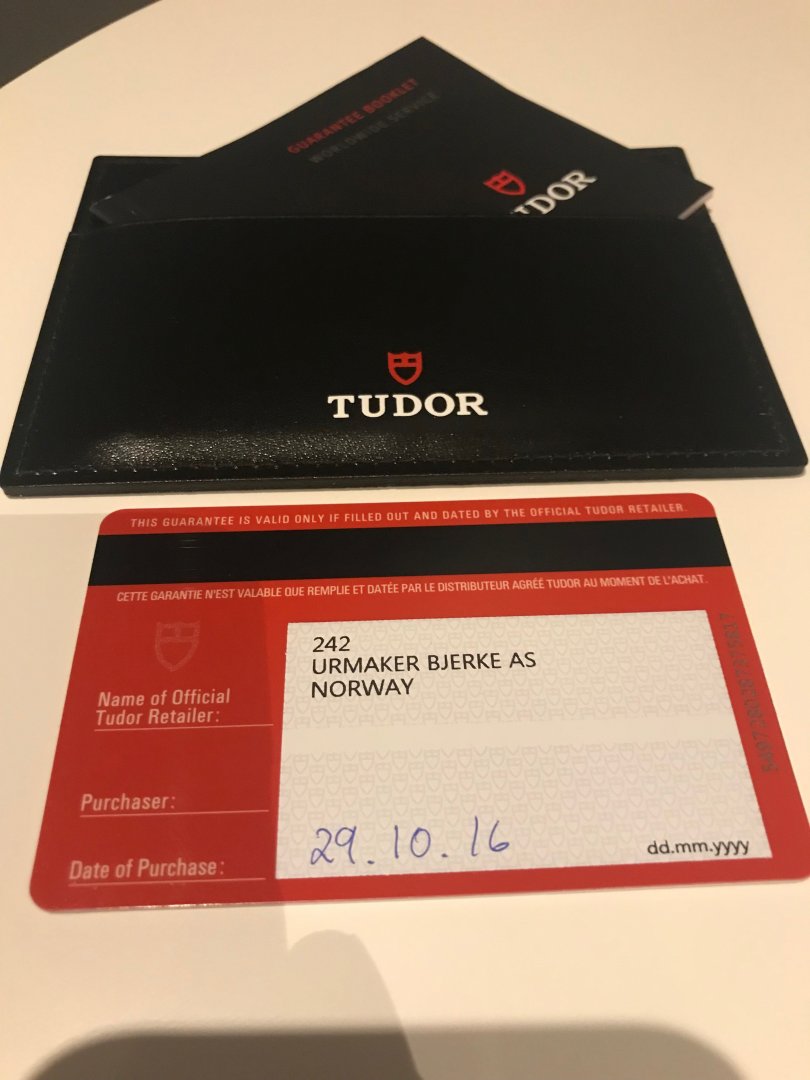 GUARANTEE BOOKLET
WORLDWIDE SERVICE
TUDOR
THIS GUARANTEE IS VALID ONLY IF FILLED OUT AND DATED BY THE OFFICIAL TUDOR RETAILER.
CETTE GARANTIE N'EST VALABLE QUE REMPLIE ET DATÉE PAR LE DISTRIBUTEUR AGRÉÉ TUDOR AU MOMENT DE L'ACHAT.
242
URMAKER BJERKE AS
NORWAY
Name of Official
Tudor Retailer:
Purchaser:
Date of Purchase:
29.10.16
dd.mm.yyyy